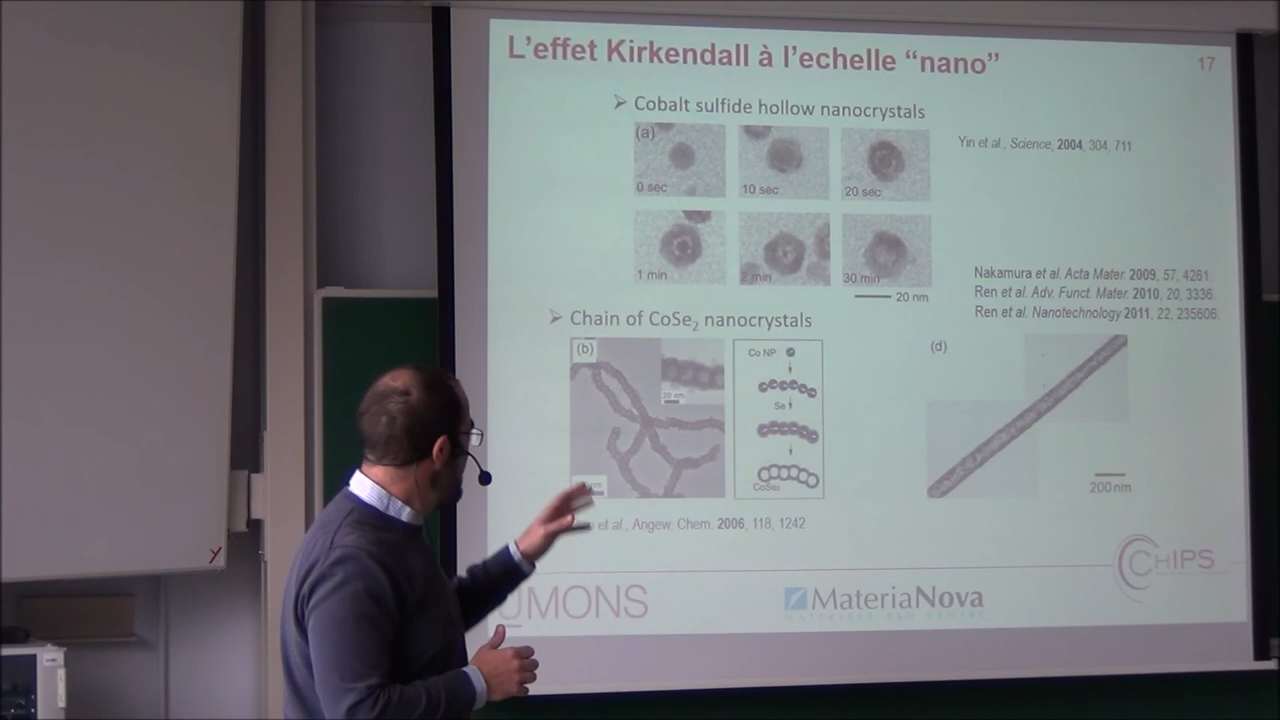 L'effet Kirkendall à l'echelle “nano”
17
➢ Cobalt sulfide hollow nanocrystals
(a)
0 sec
10 sec
20 sec
Yin et al., Science, 2004, 304, 711
1 min
2 min
30 min
20 nm
Nakamura et al. Acta Mater. 2009, 57, 4261.
Ren et al. Adv. Funct. Mater. 2010, 20, 3336.
Ren et al. Nanotechnology 2011, 22, 235606.
➢ Chain of CoSe2 nanocrystals
(b)
20 nm
Co NP
Se
CoSe2
(d)
200 nm
et al., Angew. Chem. 2006, 118, 1242
UMONS
MateriaNova
MATERIALS R&D CENTRE
CHIPS
Y